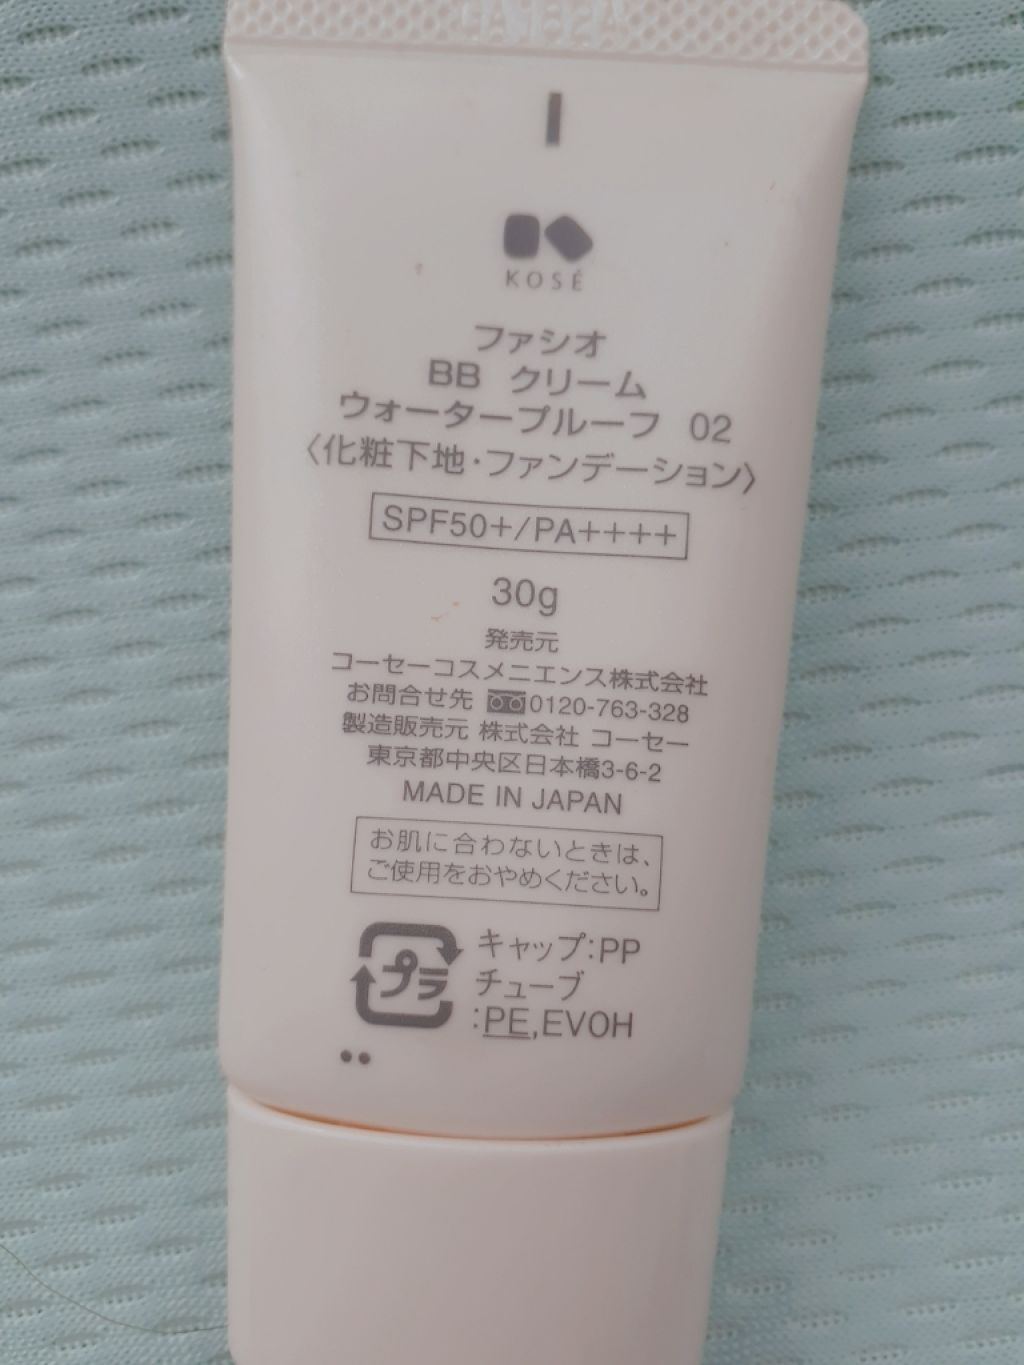 KOSÉ
ファシオ
BB クリーム
ウォータープルーフ 02
〈化粧下地・ファンデーション〉
SPF50+/PA++++
30g
発売元
コーセーコスメニエンス株式会社
お問合せ先 0120-763-328
製造販売元 株式会社 コーセー
東京都中央区日本橋3-6-2
MADE IN JAPAN
お肌に合わないときは、
ご使用をおやめください。
プラ
キャップ:PP
チューブ
:PE,EVOH